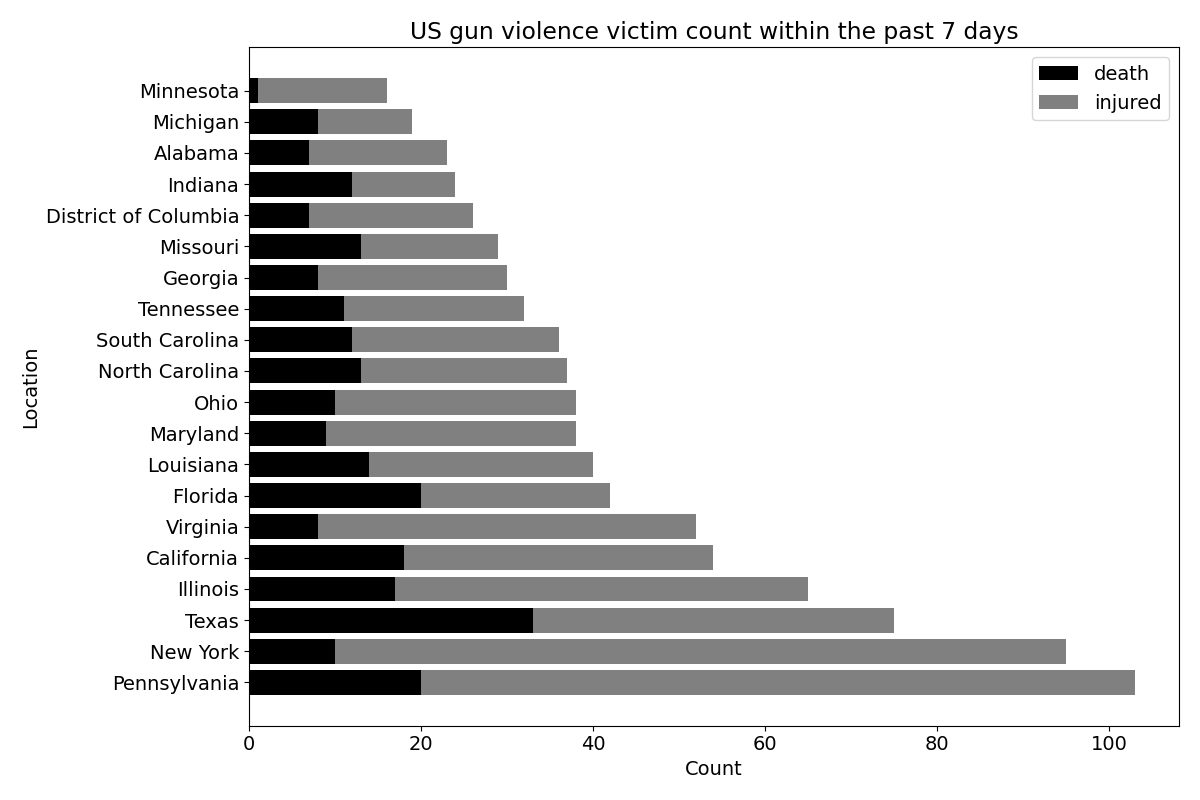 US gun violence victim count within the past 7 days
death
injured
Minnesota
Michigan
Alabama
Indiana
District of Columbia
Missouri
Georgia
Tennessee
South Carolina
North Carolina
Ohio
Maryland
Louisiana
Florida
Virginia
California
Illinois
Texas
New York
Pennsylvania
Location
0 20 40 60 80 100
Count